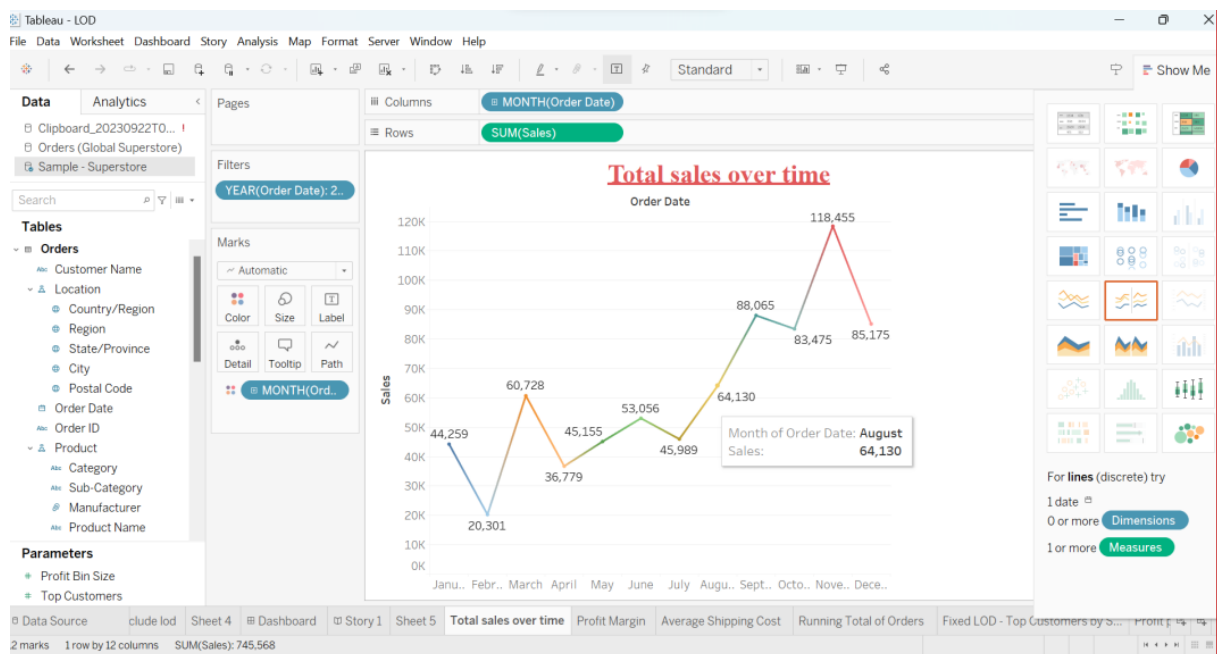 Tableau - LOD
File Data Worksheet Dashboard Story Analysis Map Format Server Window Help
Standard
Show Me
Data Analytics
Clipboard_20230922T0... !
Orders (Global Superstore)
Sample - Superstore
Search
Tables
Orders
Abc Customer Name
Location
Country/Region
Region
State/Province
City
Postal Code
Order Date
Abc Order ID
Product
Abc Category
Abc Sub-Category
Manufacturer
Abc Product Name
Parameters
# Profit Bin Size
# Top Customers
Pages
Filters
YEAR(Order Date): 2..
Marks
Automatic
Color Size Label
Detail Tooltip Path
MONTH(Ord..
Columns MONTH(Order Date)
Rows SUM(Sales)
Total sales over time
Order Date
Sales
120K
110K
100K
90K
80K
70K
60K
50K
40K
30K
20K
10K
0K
44,259
20,301
60,728
36,779
45,155
53,056
45,989
64,130
88,065
83,475
118,455
85,175
Month of Order Date: August
Sales: 64,130
Janu.. Febr.. March April May June July Augu.. Sept.. Octo.. Nove.. Dece..
For lines (discrete) try
1 date
0 or more Dimensions
1 or more Measures
Data Source clude lod Sheet 4 Dashboard Story 1 Sheet 5 Total sales over time Profit Margin Average Shipping Cost Running Total of Orders Fixed LOD - Top Customers by S... Profit
2 marks 1 row by 12 columns SUM(Sales): 745,568